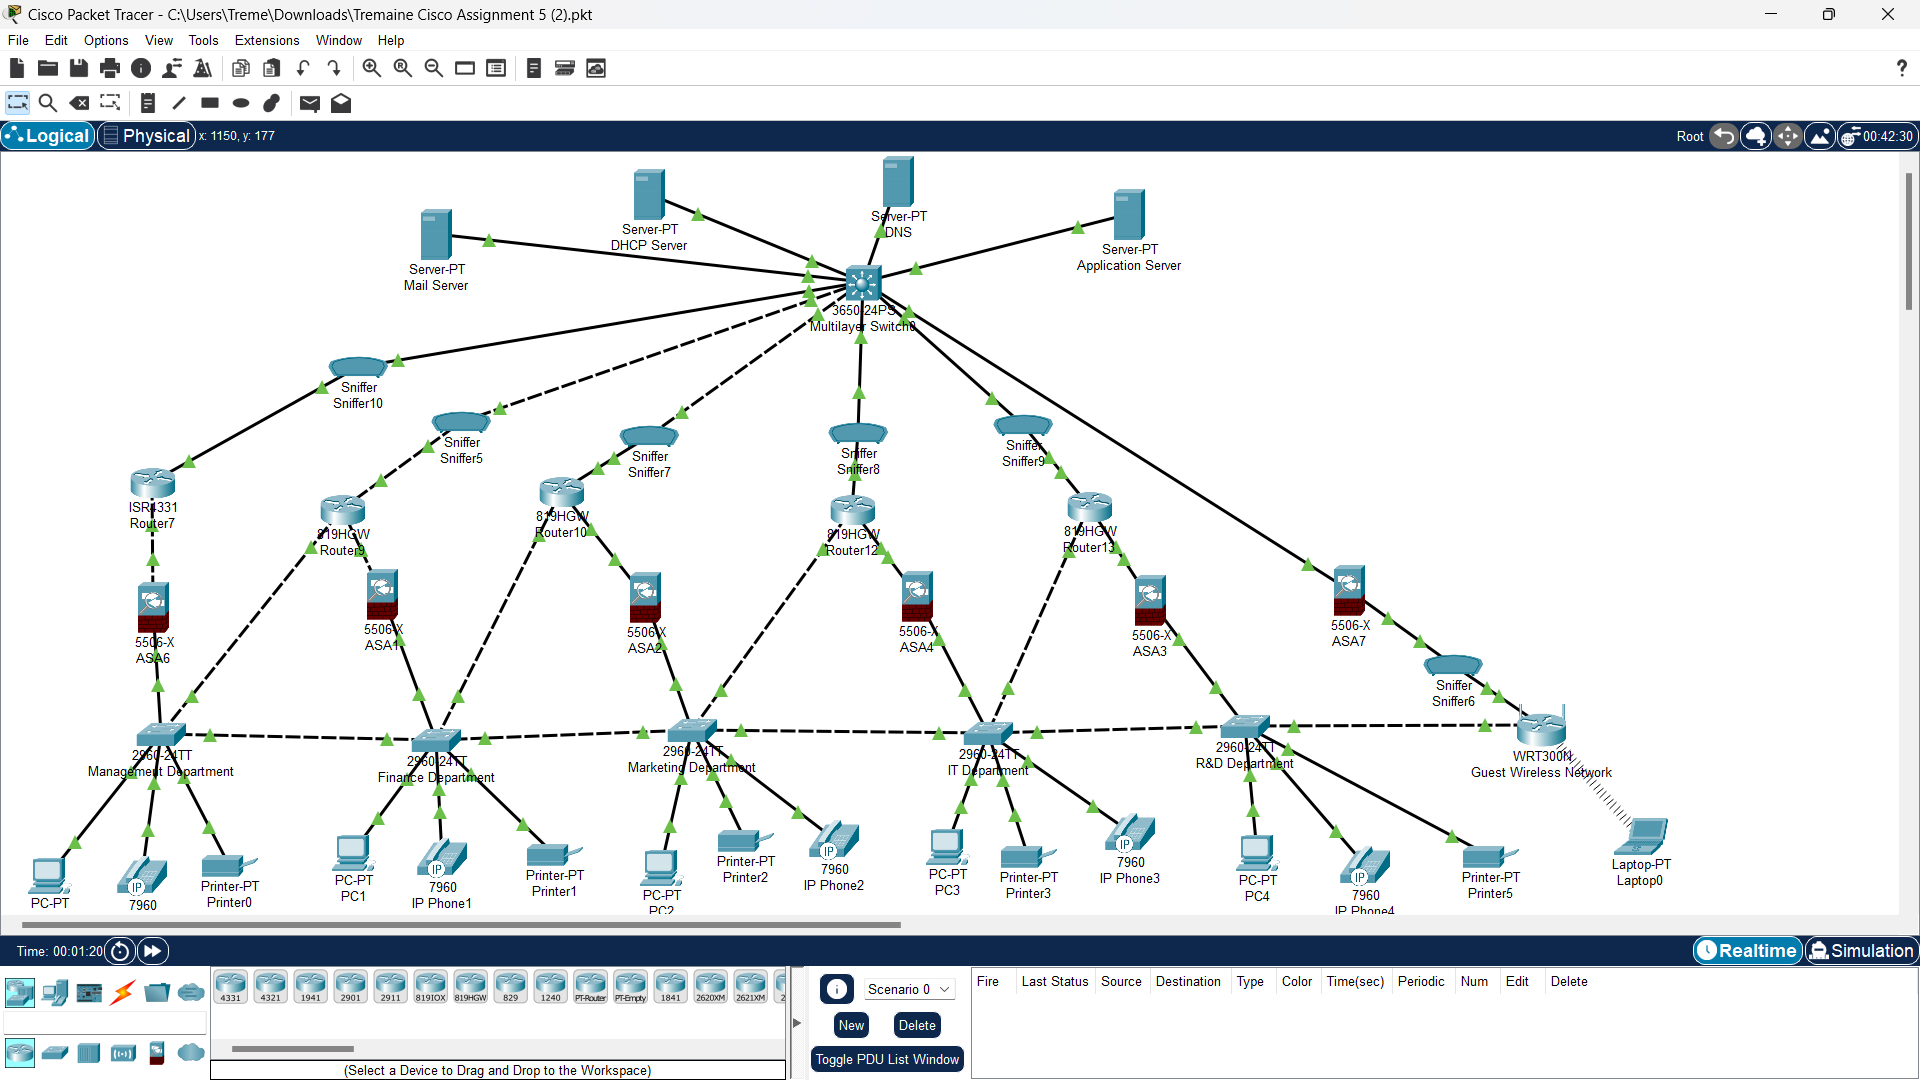 Cisco Packet Tracer - C:\Users\Treme\Downloads\Tremaine Cisco Assignment 5 (2).pkt
File Edit Options View Tools Extensions Window Help
Logical Physical x: 1150, y: 177 Root 00:42:30
Server-PT
Mail Server
Server-PT
DHCP Server
Server-PT
DNS
Server-PT
Application Server
3650-24PS
Multilayer Switch0
Sniffer
Sniffer10
Sniffer
Sniffer5
Sniffer
Sniffer7
Sniffer
Sniffer8
Sniffer
Sniffer9
ISR4331
Router7
819HGW
Router9
819HGW
Router10
819HGW
Router12
819HGW
Router13
5506-X
ASA6
5506-X
ASA1
5506-X
ASA2
5506-X
ASA4
5506-X
ASA3
5506-X
ASA7
Sniffer
Sniffer6
2960-24TT
Management Department
2960-24TT
Finance Department
2960-24TT
Marketing Department
2960-24TT
IT Department
2960-24TT
R&D Department
WRT300N
Guest Wireless Network
PC-PT
IP
7960
Printer-PT
Printer0
PC-PT
PC1
IP
7960
IP Phone1
Printer-PT
Printer1
PC-PT
PC2
Printer-PT
Printer2
IP
7960
IP Phone2
PC-PT
PC3
Printer-PT
Printer3
IP
7960
IP Phone3
PC-PT
PC4
IP
7960
IP Phone4
Printer-PT
Printer5
Laptop-PT
Laptop0
Time: 00:01:20 Realtime Simulation
4331 4321 1941 2901 2911 819IOX 819HGW 829 1240 PT-Router PT-Empty 1841 2620XM 2621XM 2
(Select a Device to Drag and Drop to the Workspace)
Scenario 0
New Delete
Toggle PDU List Window
Fire Last Status Source Destination Type Color Time(sec) Periodic Num Edit Delete